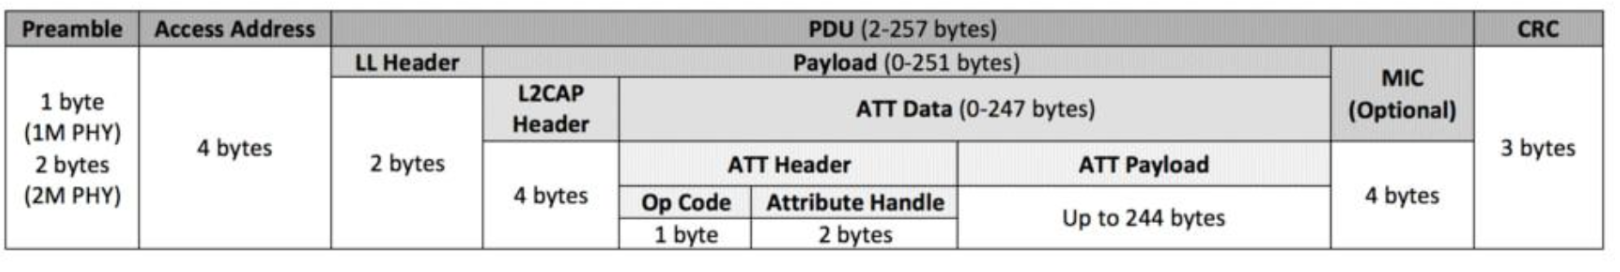 Preamble Access Address PDU (2-257 bytes) CRC
LL Header Payload (0-251 bytes) MIC (Optional)
L2CAP Header ATT Data (0-247 bytes)
1 byte (1M PHY) 2 bytes (2M PHY)
4 bytes
2 bytes
4 bytes
ATT Header ATT Payload
Op Code Attribute Handle
1 byte 2 bytes
Up to 244 bytes
4 bytes
3 bytes